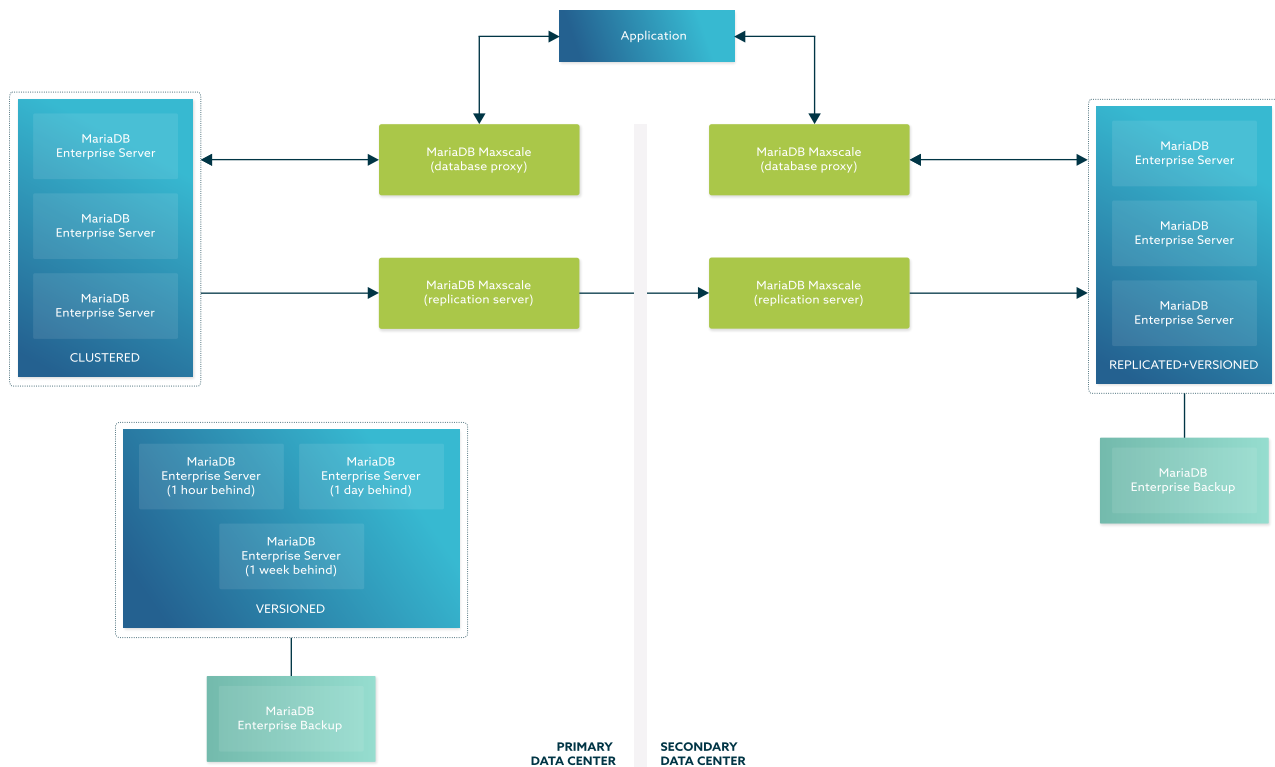 Application
MariaDB
Enterprise Server
MariaDB
Enterprise Server
MariaDB
Enterprise Server
CLUSTERED
MariaDB Maxscale
(database proxy)
MariaDB Maxscale
(replication server)
MariaDB Maxscale
(database proxy)
MariaDB Maxscale
(replication server)
MariaDB
Enterprise Server
MariaDB
Enterprise Server
MariaDB
Enterprise Server
REPLICATED+VERSIONED
MariaDB
Enterprise Backup
MariaDB
Enterprise Server
(1 hour behind)
MariaDB
Enterprise Server
(1 day behind)
MariaDB
Enterprise Server
(1 week behind)
VERSIONED
MariaDB
Enterprise Backup
PRIMARY
DATA CENTER
SECONDARY
DATA CENTER